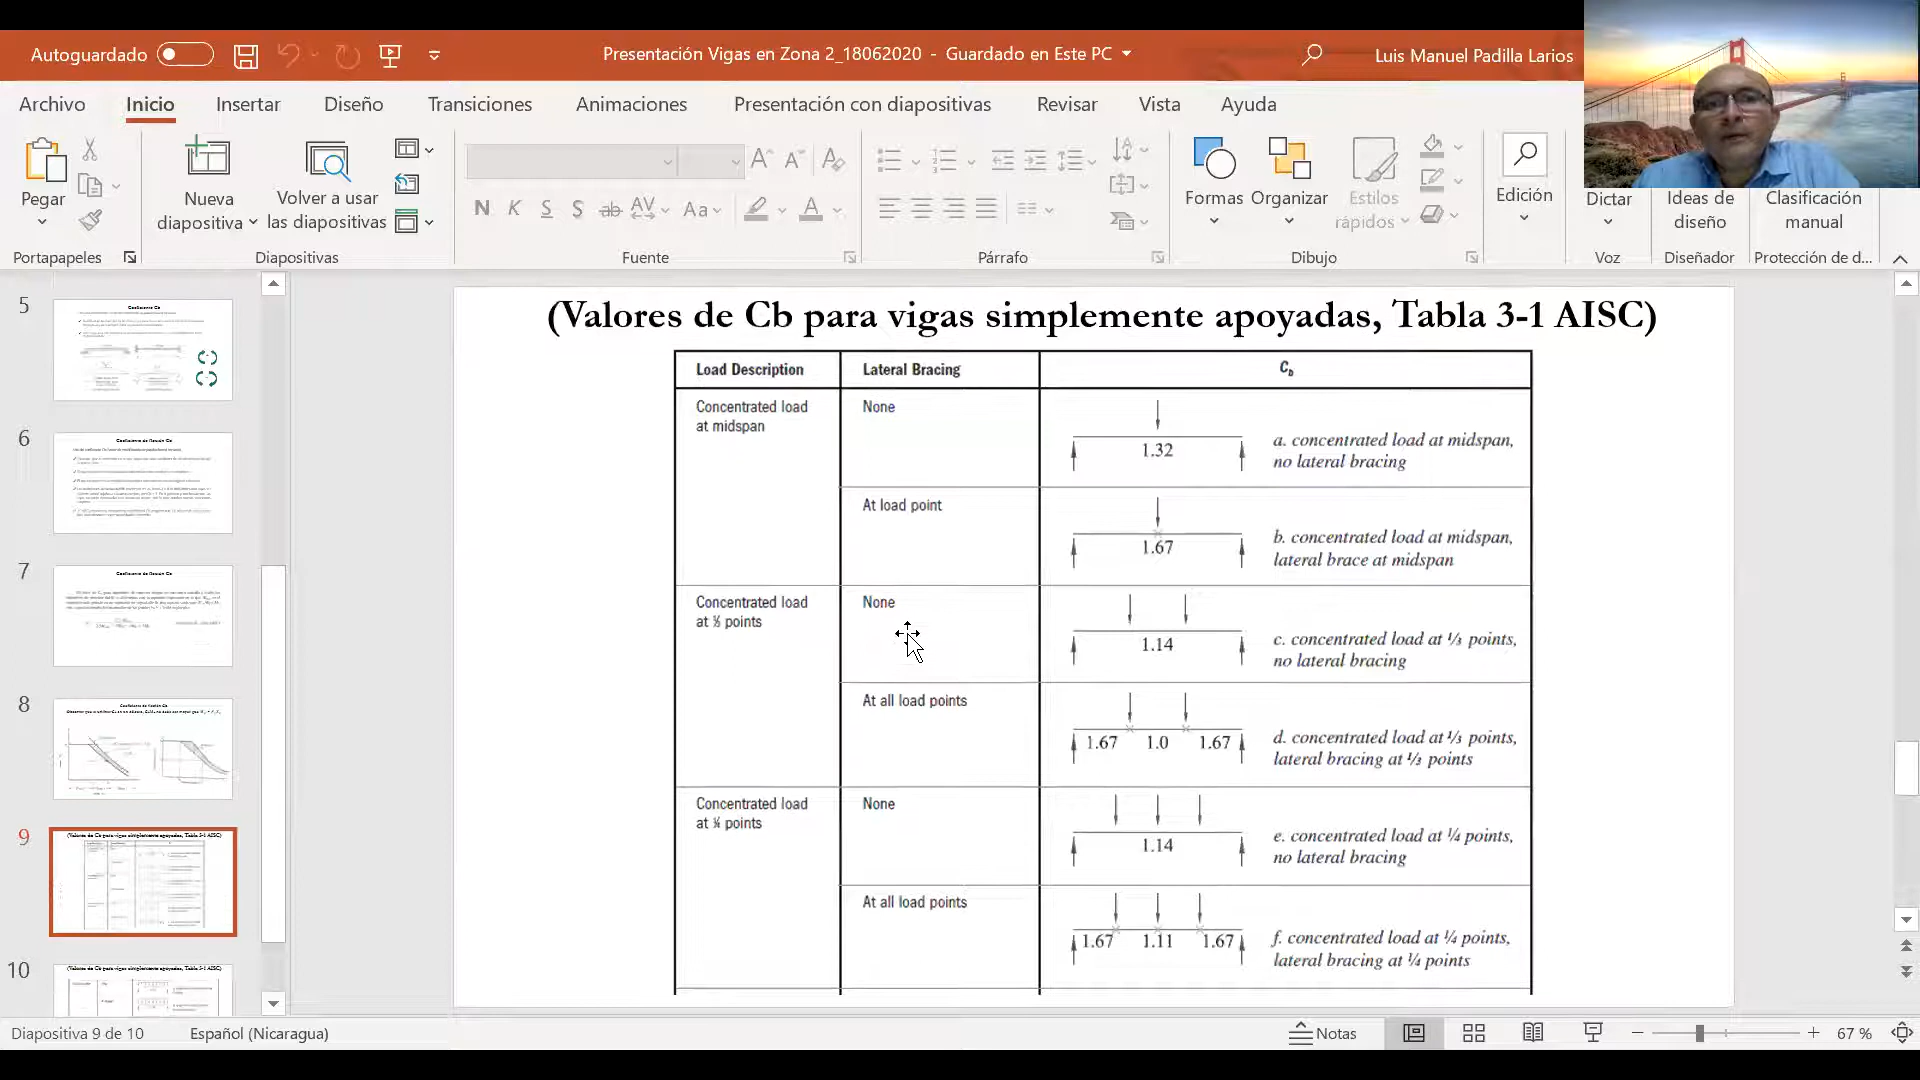 Autoguardado
Presentación Vigas en Zona 2_18062020 - Guardado en Este PC
Luis Manuel Padilla Larios
Archivo Inicio Insertar Diseño Transiciones Animaciones Presentación con diapositivas Revisar Vista Ayuda
Pegar
Nueva diapositiva
Volver a usar las diapositivas
N K S S ab AV Aa A
Formas
Organizar
Estilos rápidos
Edición
Dictar
Ideas de diseño
Clasificación manual
Portapapeles Diapositivas Fuente Párrafo Dibujo Voz Diseñador Protección de d...
5
6
7
8
9
10
(Valores de Cb para vigas simplemente apoyadas, Tabla 3-1 AISC)
Load Description Lateral Bracing Cb
Concentrated load
at midspan
None
1.32
a. concentrated load at midspan,
no lateral bracing
At load point
1.67
b. concentrated load at midspan,
lateral brace at midspan
Concentrated load
at ⅓ points
None
1.14
c. concentrated load at ⅓ points,
no lateral bracing
At all load points
1.67 1.0 1.67
d. concentrated load at ⅓ points,
lateral bracing at ⅓ points
Concentrated load
at ¼ points
None
1.14
e. concentrated load at ¼ points,
no lateral bracing
At all load points
1.67 1.11 1.67
f. concentrated load at ¼ points,
lateral bracing at ¼ points
Diapositiva 9 de 10 Español (Nicaragua) Notas 67 %